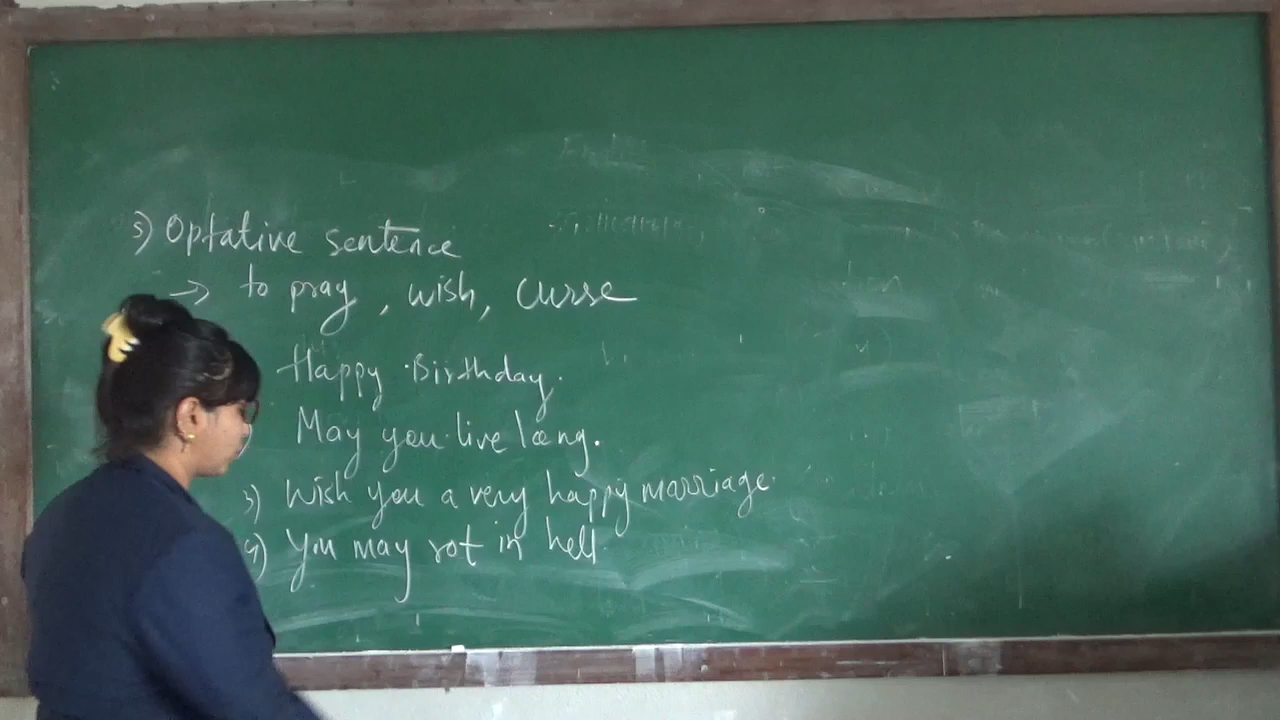 5) Optative sentence
→ to pray, wish, curse
Happy Birthday.
) May you live long.
3) Wish you a very happy marriage.
4) You may rot in hell.